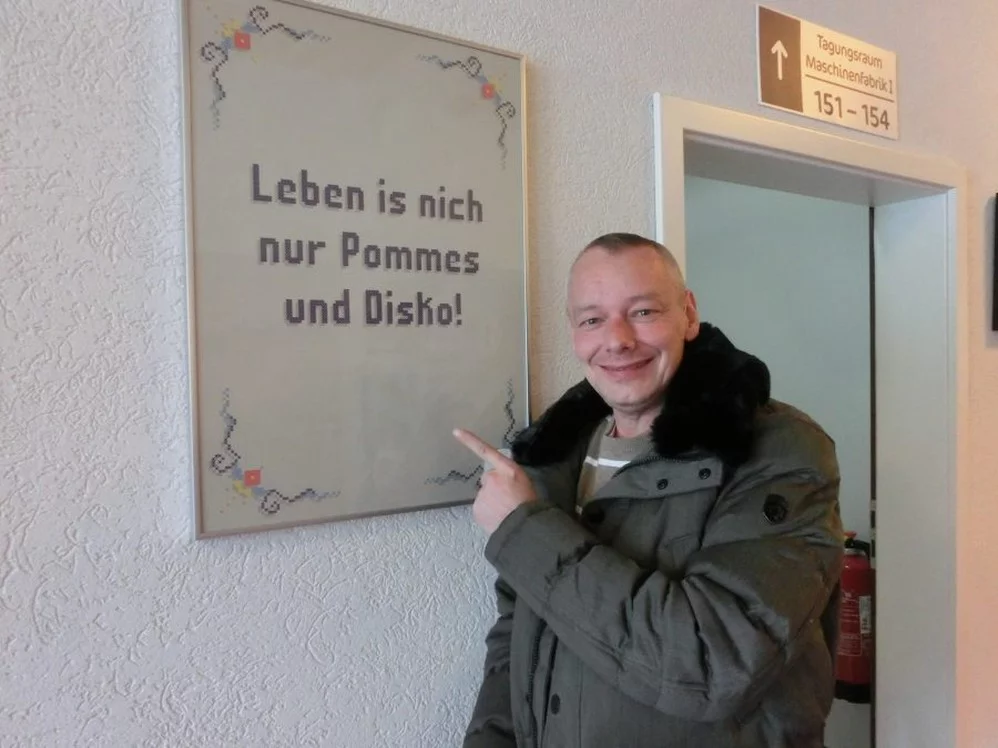 Leben is nich
nur Pommes
und Disko!
Tagungsraum
Maschinenfabrik I
151 – 154